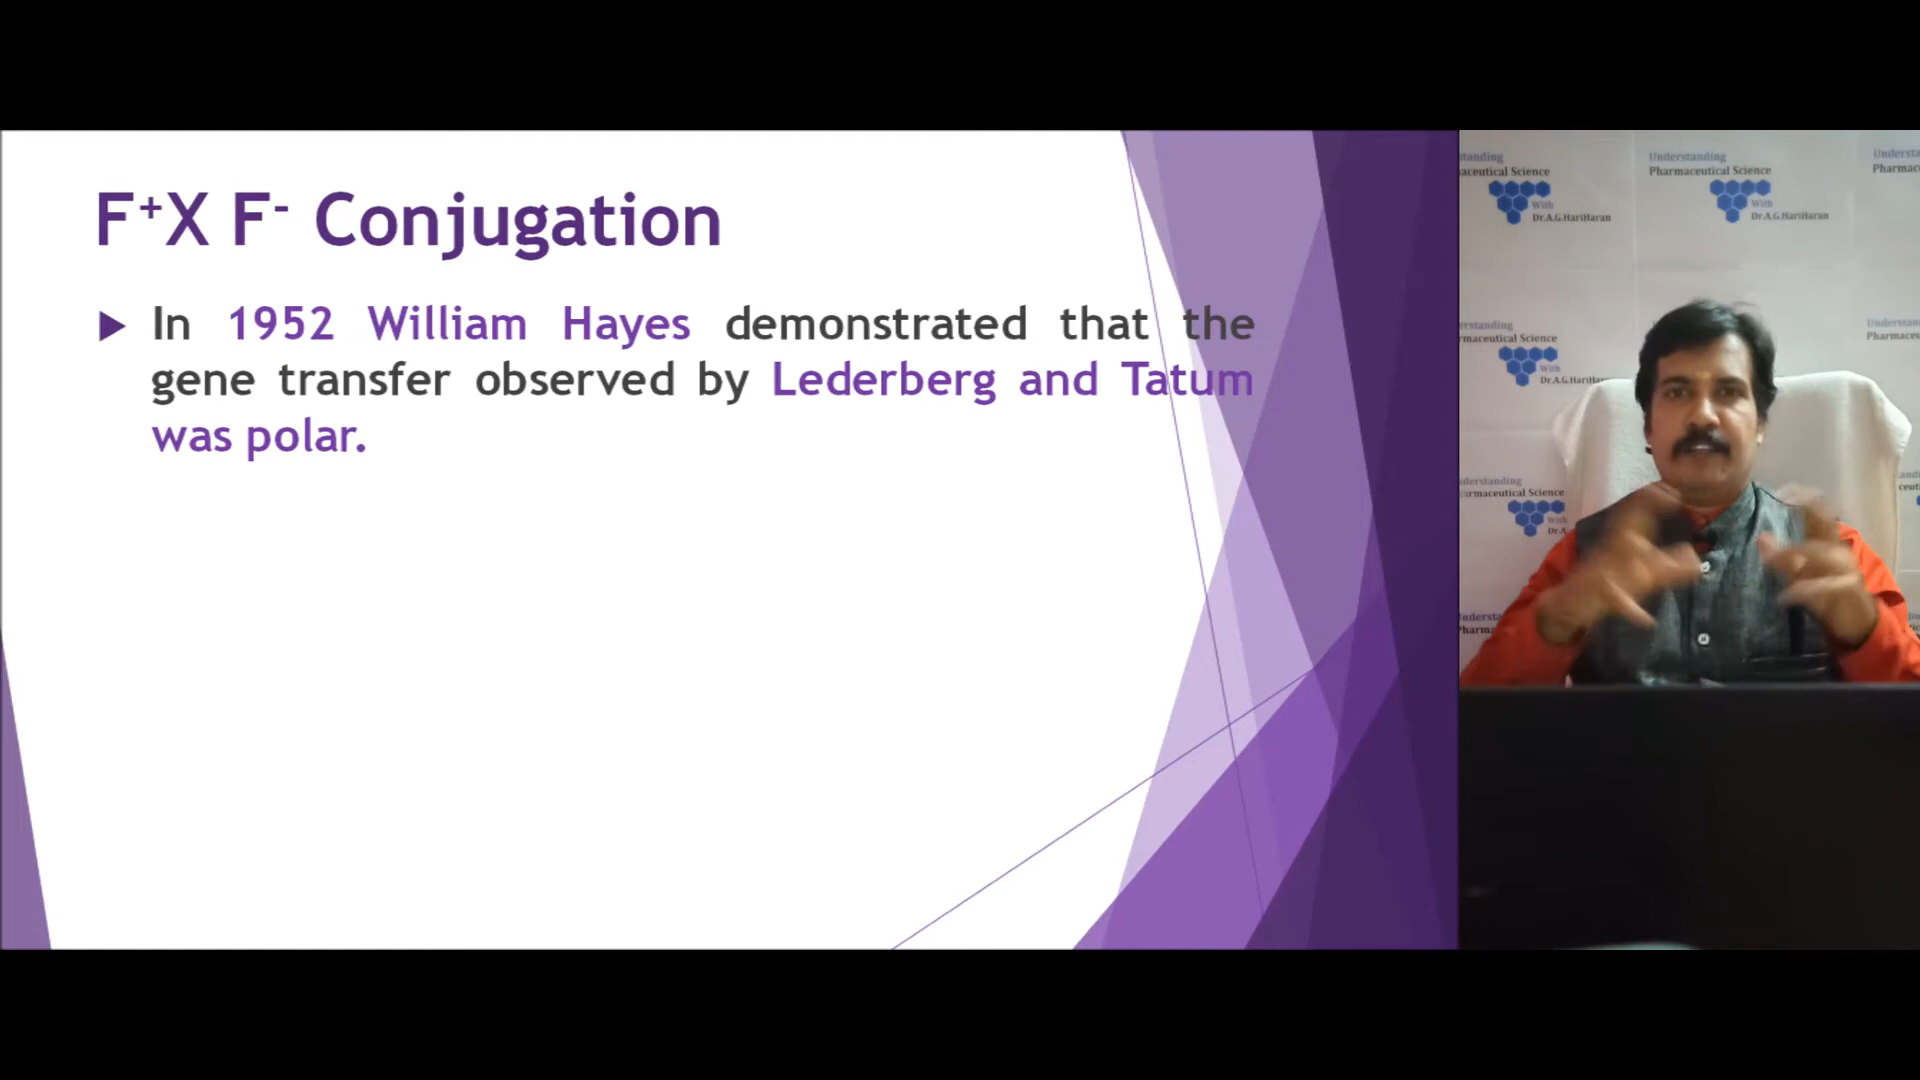 F⁺X F⁻ Conjugation
In 1952 William Hayes demonstrated that the
gene transfer observed by Lederberg and Tatum
was polar.
Understanding
Pharmaceutical Science
With
Dr.A.G.HariHaran